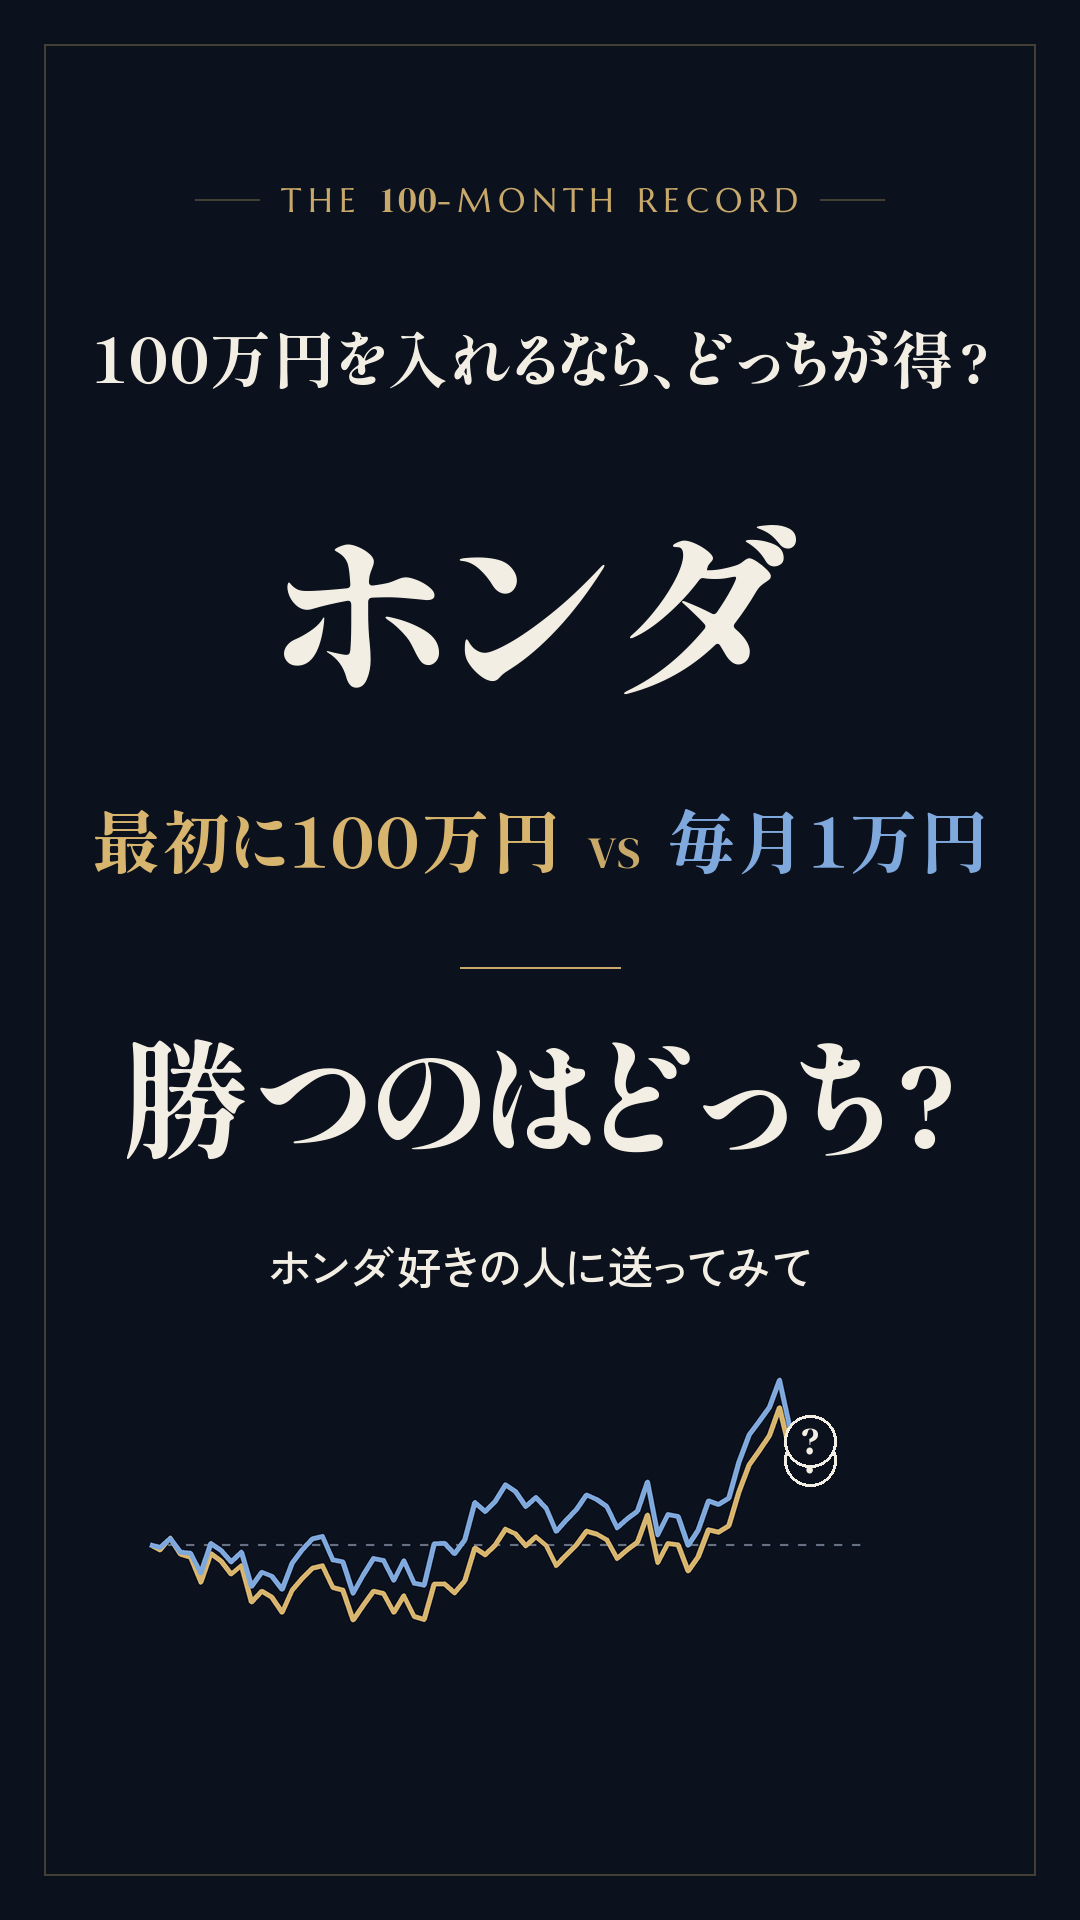 THE 100-MONTH RECORD
100万円を入れるなら、どっちが得?
ホンダ
最初に100万円 vs 毎月1万円
勝つのはどっち?
ホンダ好きの人に送ってみて
?